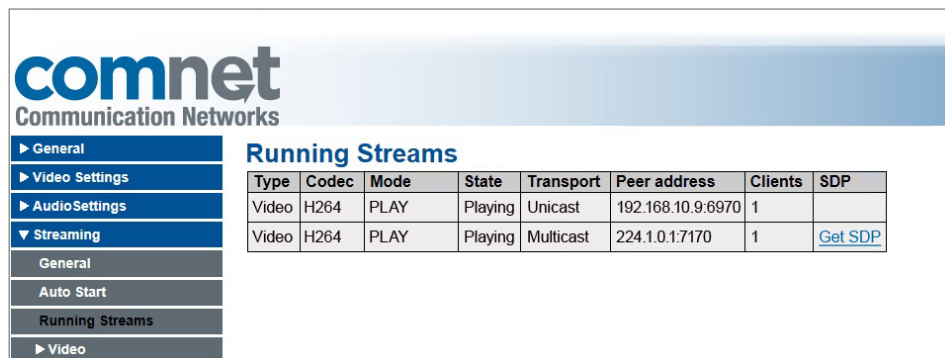 comnet
Communication Networks
▶ General
▶ Video Settings
▶ AudioSettings
▼ Streaming
General
Auto Start
Running Streams
▶ Video
Running Streams
Type Codec Mode State Transport Peer address Clients SDP
Video H264 PLAY Playing Unicast 192.168.10.9:6970 1
Video H264 PLAY Playing Multicast 224.1.0.1:7170 1 Get SDP